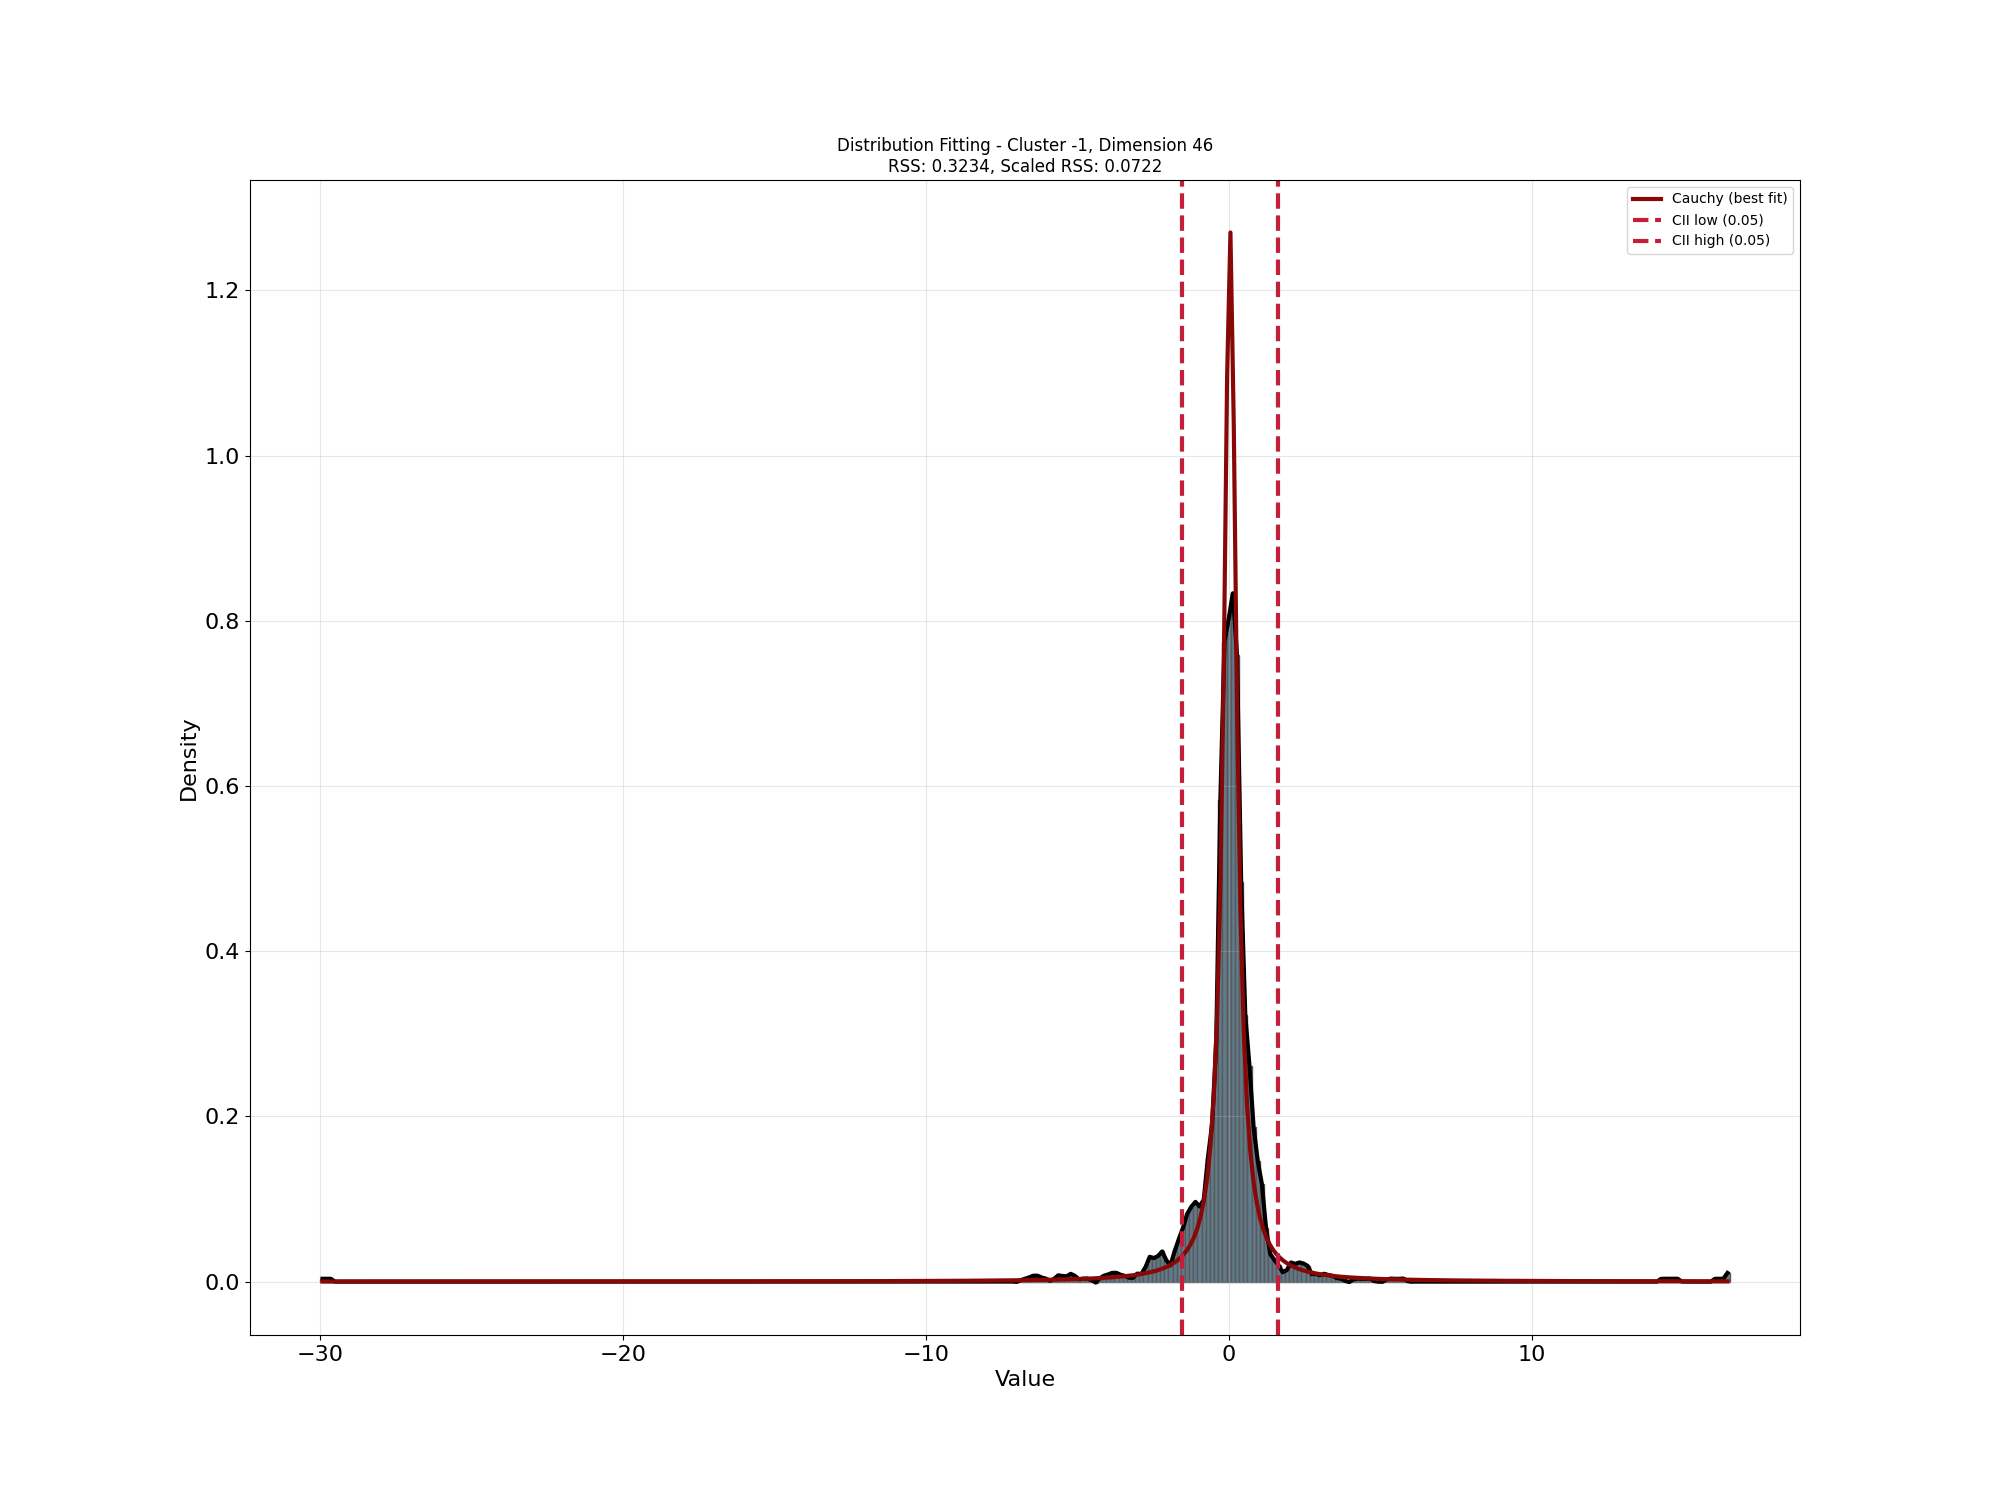 Distribution Fitting - Cluster -1, Dimension 46
RSS: 0.3234, Scaled RSS: 0.0722
Cauchy (best fit)
CII low (0.05)
CII high (0.05)
1.2
1.0
0.8
0.6
0.4
0.2
0.0
Density
−30
−20
−10
0
10
Value